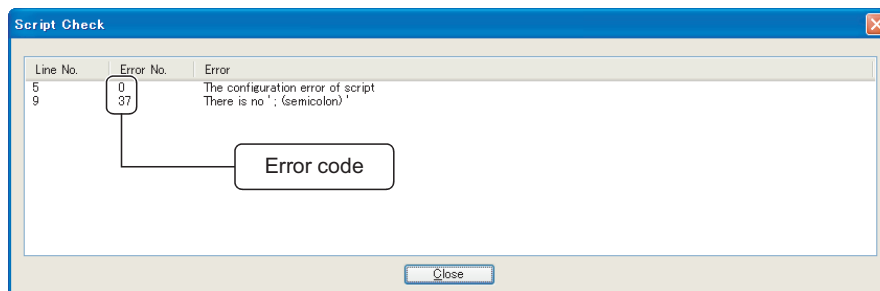 Script Check
Line No. Error No. Error
5 0 The configuration error of script
9 37 There is no ' ; (semicolon) '
Error code
Close